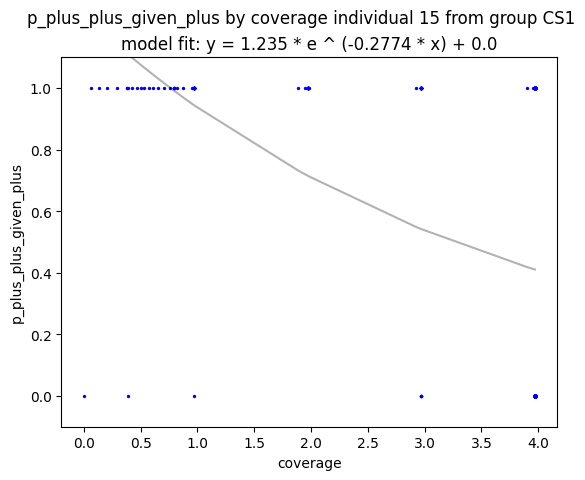 p_plus_plus_given_plus by coverage individual 15 from group CS1
model fit: y = 1.235 * e ^ (-0.2774 * x) + 0.0
1.0
0.8
0.6
0.4
0.2
0.0
p_plus_plus_given_plus
0.0 0.5 1.0 1.5 2.0 2.5 3.0 3.5 4.0
coverage